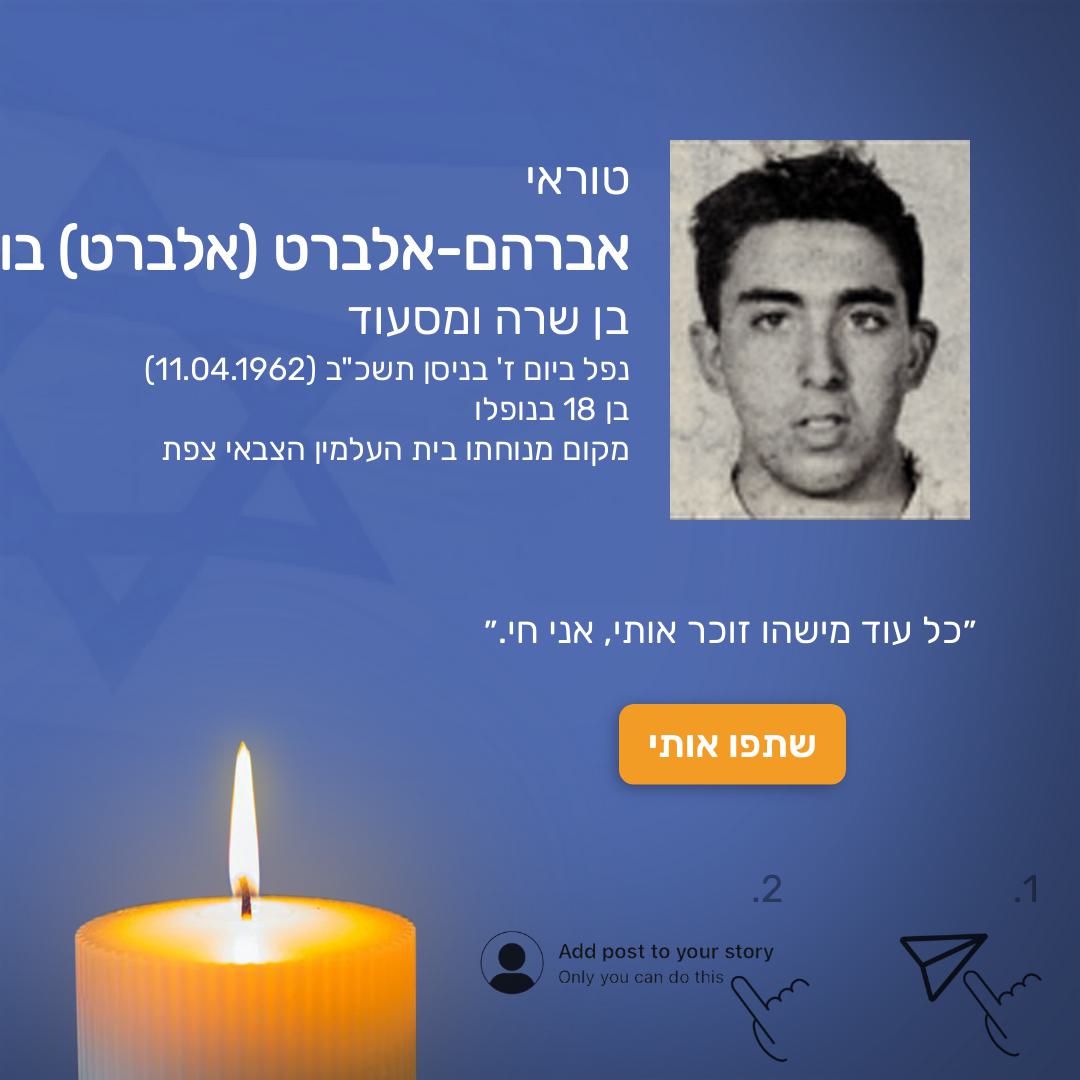 טוראי
אברהם-אלברט (אלברט) בו
בן שרה ומסעוד
נפל ביום ז' בניסן תשכ"ב (11.04.1962)
בן 18 בנופלו
מקום מנוחתו בית העלמין הצבאי צפת
״כל עוד מישהו זוכר אותי, אני חי.״
שתפו אותי
.1
.2
Add post to your story
Only you can do this